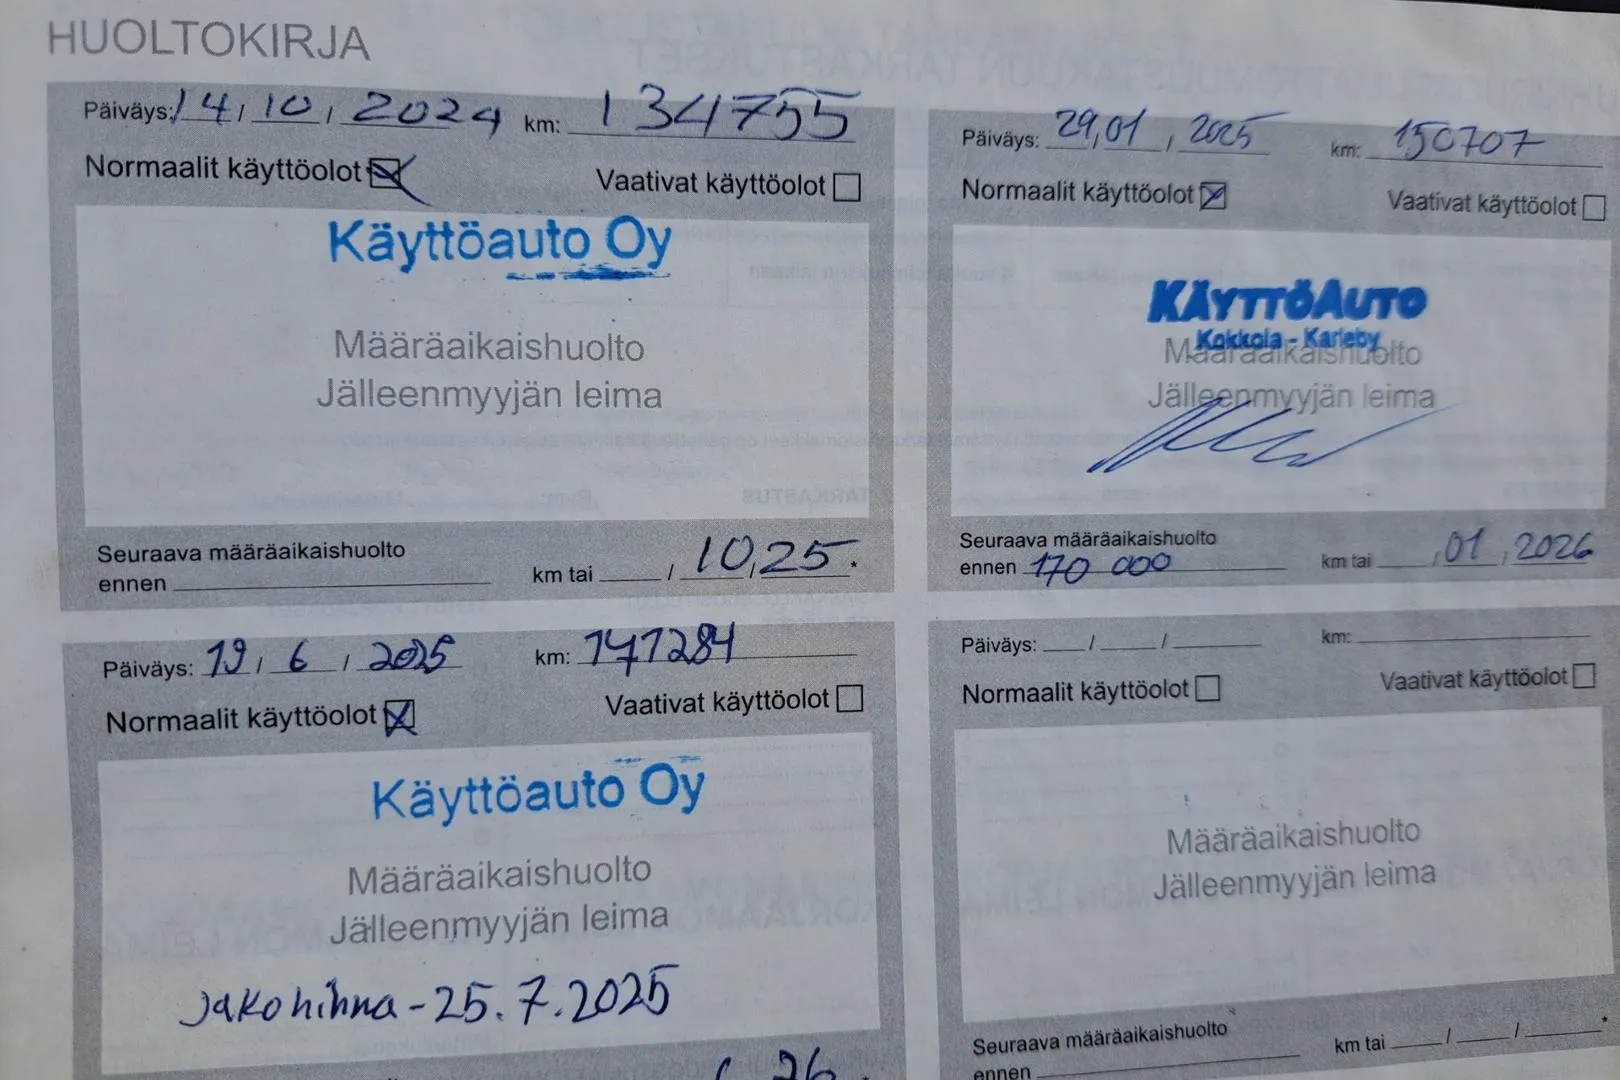 HUOLTOKIRJA
Päiväys: 14 / 10 / 2024 km: 134755
Normaalit käyttöolot Vaativat käyttöolot
Käyttöauto Oy
Määräaikaishuolto
Jälleenmyyjän leima
Seuraava määräaikaishuolto
ennen km tai / 10/25.
Päiväys: 29/01/2025 km: 150707
Normaalit käyttöolot Vaativat käyttöolot
KÄYTTÖAUTO
Kokkola - Karleby
Määräaikaishuolto
Jälleenmyyjän leima
Seuraava määräaikaishuolto
ennen 170 000 km tai /01/2026
Päiväys: 19/ 6 / 2025 km:
Normaalit käyttöolot Vaativat käyttöolot
Käyttöauto Oy
Määräaikaishuolto
Jälleenmyyjän leima
Jakohihna - 25.7.2025
26.
Päiväys: / / km:
Normaalit käyttöolot Vaativat käyttöolot
Määräaikaishuolto
Jälleenmyyjän leima
Seuraava määräaikaishuolto
ennen km tai / /